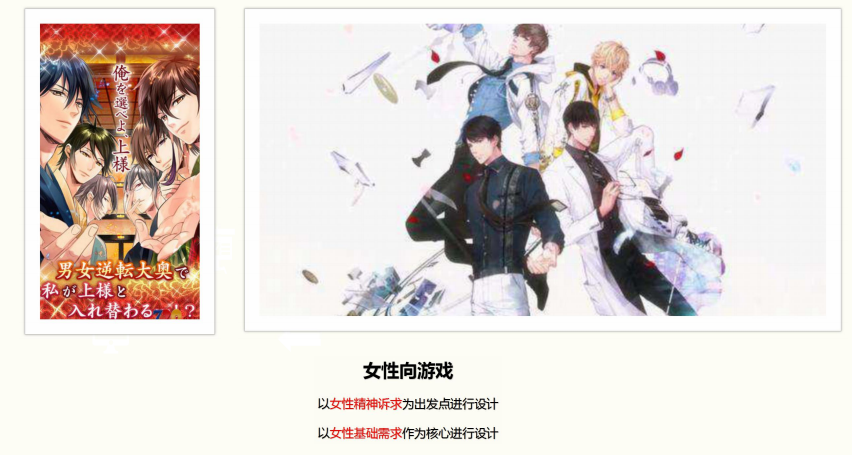 俺を選べよ、上様
男女逆転大奥で
私が上様と
入れ替わる
?
女性向游戏
以女性精神诉求为出发点进行设计
以女性基础需求作为核心进行设计